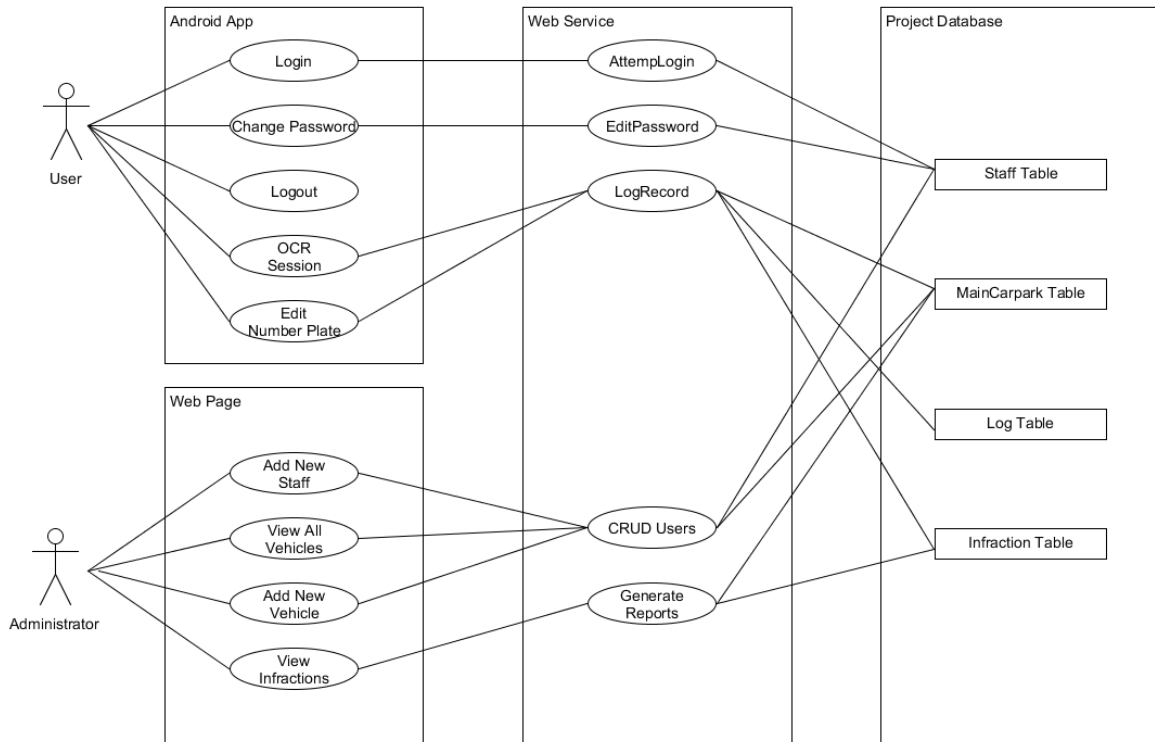 Android App
Login
Change Password
Logout
OCR
Session
Edit
Number Plate
User
Web Page
Add New
Staff
View All
Vehicles
Add New
Vehicle
View
Infractions
Administrator
Web Service
AttempLogin
EditPassword
LogRecord
CRUD Users
Generate
Reports
Project Database
Staff Table
MainCarpark Table
Log Table
Infraction Table